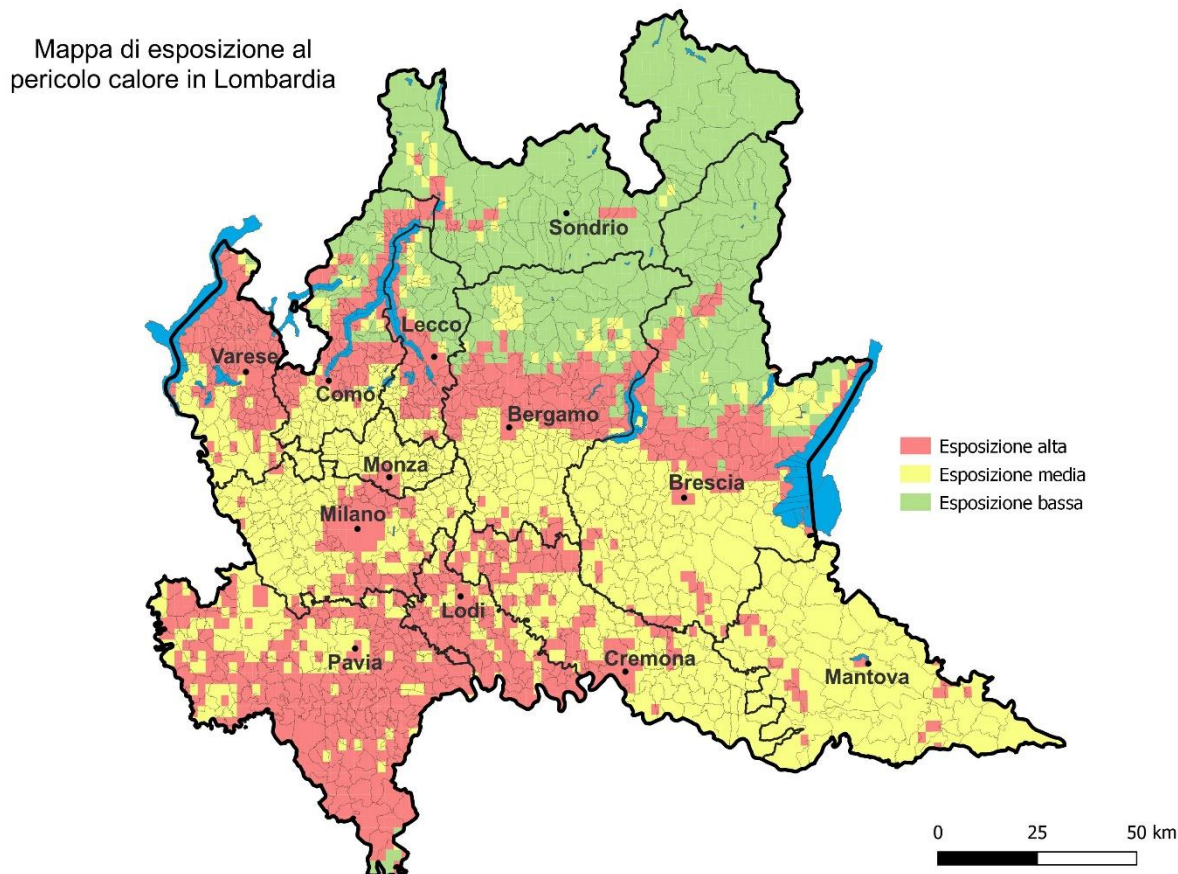 Mappa di esposizione al
pericolo calore in Lombardia
Sondrio
Lecco
Varese
Como
Bergamo
Monza
Brescia
Milano
Lodi
Pavia
Cremona
Mantova
Esposizione alta
Esposizione media
Esposizione bassa
0 25 50 km